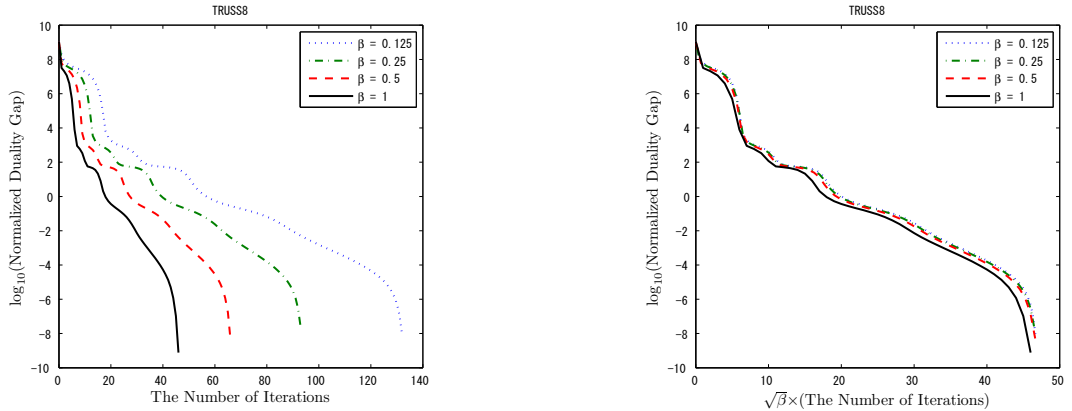 TRUSS8
10
8
6
4
2
0
-2
-4
-6
-8
-10
log10(Normalized Duality Gap)
β = 0.125
β = 0.25
β = 0.5
β = 1
0 20 40 60 80 100 120 140
The Number of Iterations
TRUSS8
10
8
6
4
2
0
-2
-4
-6
-8
-10
log10(Normalized Duality Gap)
β = 0.125
β = 0.25
β = 0.5
β = 1
0 10 20 30 40 50
√β×(The Number of Iterations)